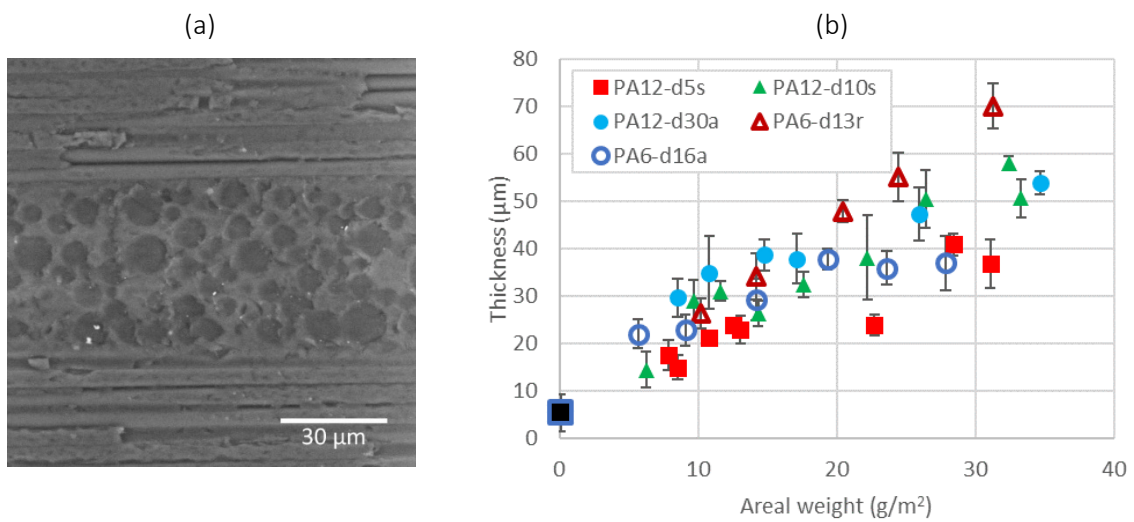 (a)
(b)
30 μm
Thickness (μm)
80
70
60
50
40
30
20
10
0
PA12-d5s
PA12-d10s
PA12-d30a
PA6-d13r
PA6-d16a
0
10
20
30
40
Areal weight (g/m²)